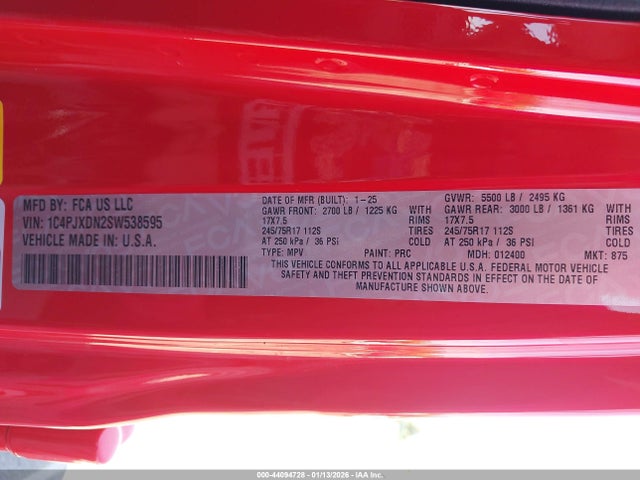 MFD BY: FCA US LLC
VIN: 1C4PJXDN2SW538595
VEHICLE MADE IN: U.S.A.
DATE OF MFR (BUILT): 1-25 GVWR: 5500 LB / 2495 KG
GAWR FRONT: 2700 LB / 1225 KG WITH GAWR REAR: 3000 LB / 1361 KG WITH
17X7.5 RIMS 17X7.5 RIMS
245/75R17 112S TIRES 245/75R17 112S TIRES
AT 250 kPa / 36 PSI COLD AT 250 kPa / 36 PSI COLD
TYPE: MPV PAINT: PRC MDH: 012400 MKT: 875
THIS VEHICLE CONFORMS TO ALL APPLICABLE U.S.A. FEDERAL MOTOR VEHICLE
SAFETY AND THEFT PREVENTION STANDARDS IN EFFECT ON THE DATE OF
MANUFACTURE SHOWN ABOVE.
000-44094728 — 01/13/2026 — IAA Inc.